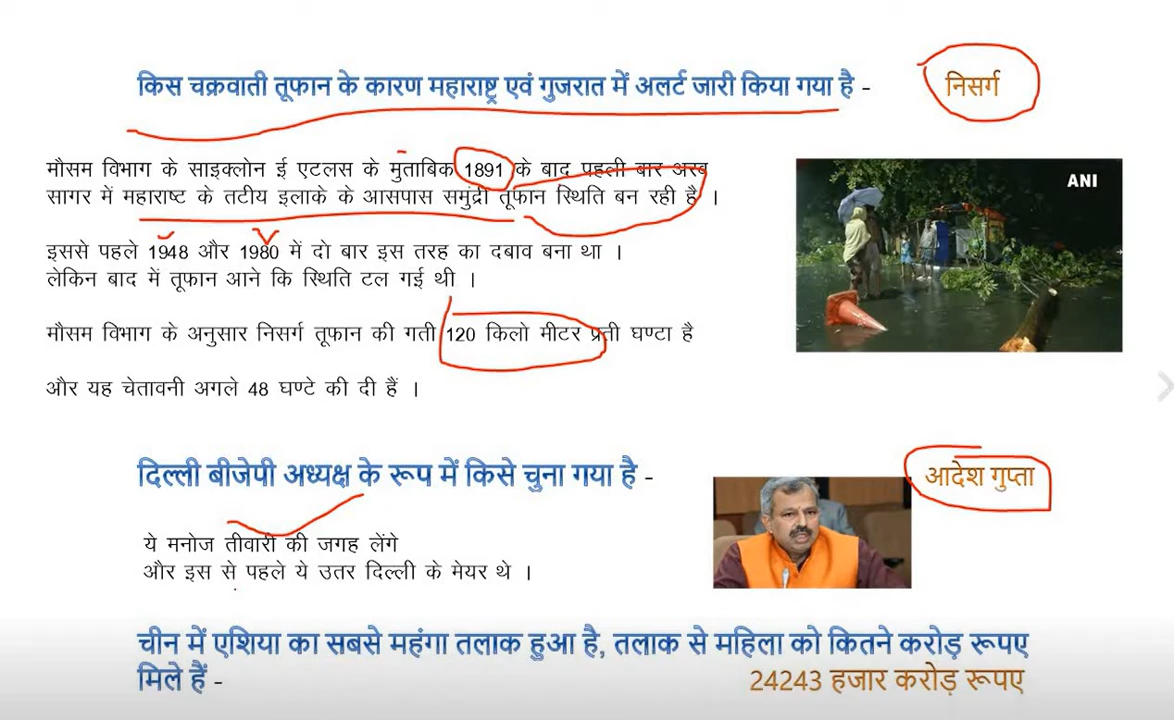 किस चक्रवाती तूफान के कारण महाराष्ट्र एवं गुजरात में अलर्ट जारी किया गया है - निसर्ग
मौसम विभाग के साइक्लोन ई एटलस के मुताबिक 1891 के बाद पहली बार अरब
सागर में महाराष्ट के तटीय इलाके के आसपास समुंद्री तूफान स्थिति बन रही है ।
ANI
इससे पहले 1948 और 1980 में दो बार इस तरह का दबाव बना था ।
लेकिन बाद में तूफान आने कि स्थिति टल गई थी ।
मौसम विभाग के अनुसार निसर्ग तूफान की गती 120 किलो मीटर प्रती घण्टा है
और यह चेतावनी अगले 48 घण्टे की दी हैं ।
दिल्ली बीजेपी अध्यक्ष के रूप में किसे चुना गया है - आदेश गुप्ता
ये मनोज तीवारी की जगह लेंगे
और इस से पहले ये उतर दिल्ली के मेयर थे ।
चीन में एशिया का सबसे महंगा तलाक हुआ है, तलाक से महिला को कितने करोड़ रूपए
मिले हैं - 24243 हजार करोड़ रूपए